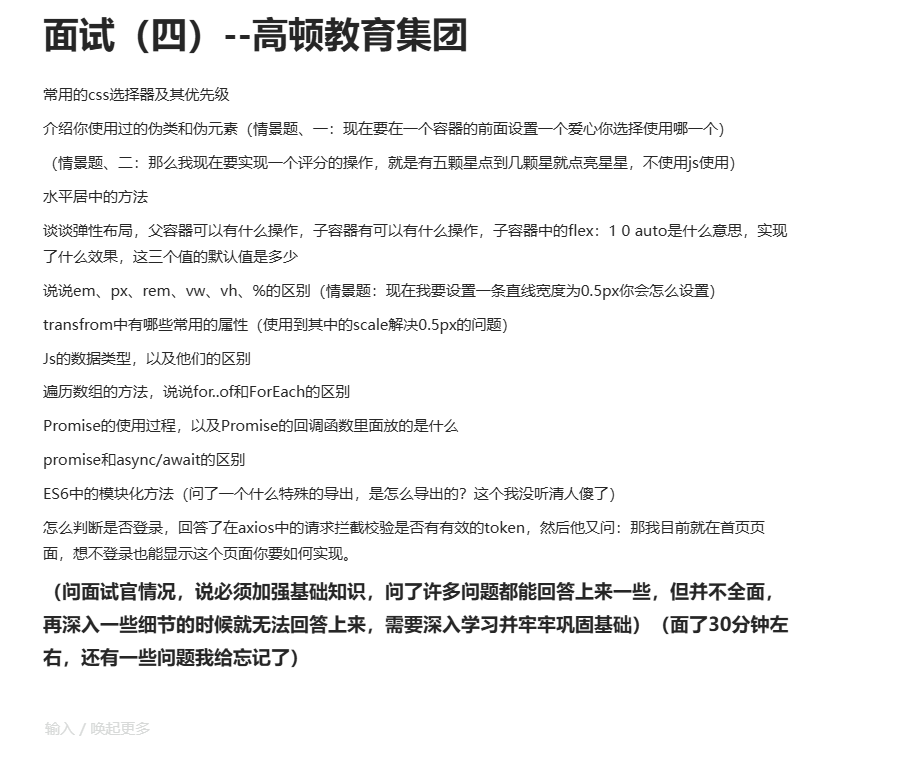 面试（四）--高顿教育集团
常用的css选择器及其优先级
介绍你使用过的伪类和伪元素（情景题、一：现在要在一个容器的前面设置一个爱心你选择使用哪一个）
（情景题、二：那么我现在要实现一个评分的操作，就是有五颗星点到几颗星就点亮星星，不使用js使用）
水平居中的方法
谈谈弹性布局，父容器可以有什么操作，子容器有可以有什么操作，子容器中的flex：1 0 auto是什么意思，实现
了什么效果，这三个值的默认值是多少
说说em、px、rem、vw、vh、%的区别（情景题：现在我要设置一条直线宽度为0.5px你会怎么设置）
transfrom中有哪些常用的属性（使用到其中的scale解决0.5px的问题）
Js的数据类型，以及他们的区别
遍历数组的方法，说说for..of和ForEach的区别
Promise的使用过程，以及Promise的回调函数里面放的是什么
promise和async/await的区别
ES6中的模块化方法（问了一个什么特殊的导出，是怎么导出的？这个我没听清人傻了）
怎么判断是否登录，回答了在axios中的请求拦截校验是否有有效的token，然后他又问：那我目前就在首页页
面，想不登录也能显示这个页面你要如何实现。
（问面试官情况，说必须加强基础知识，问了许多问题都能回答上来一些，但并不全面，
再深入一些细节的时候就无法回答上来，需要深入学习并牢牢巩固基础）（面了30分钟左
右，还有一些问题我给忘记了）
输入 / 唤起更多